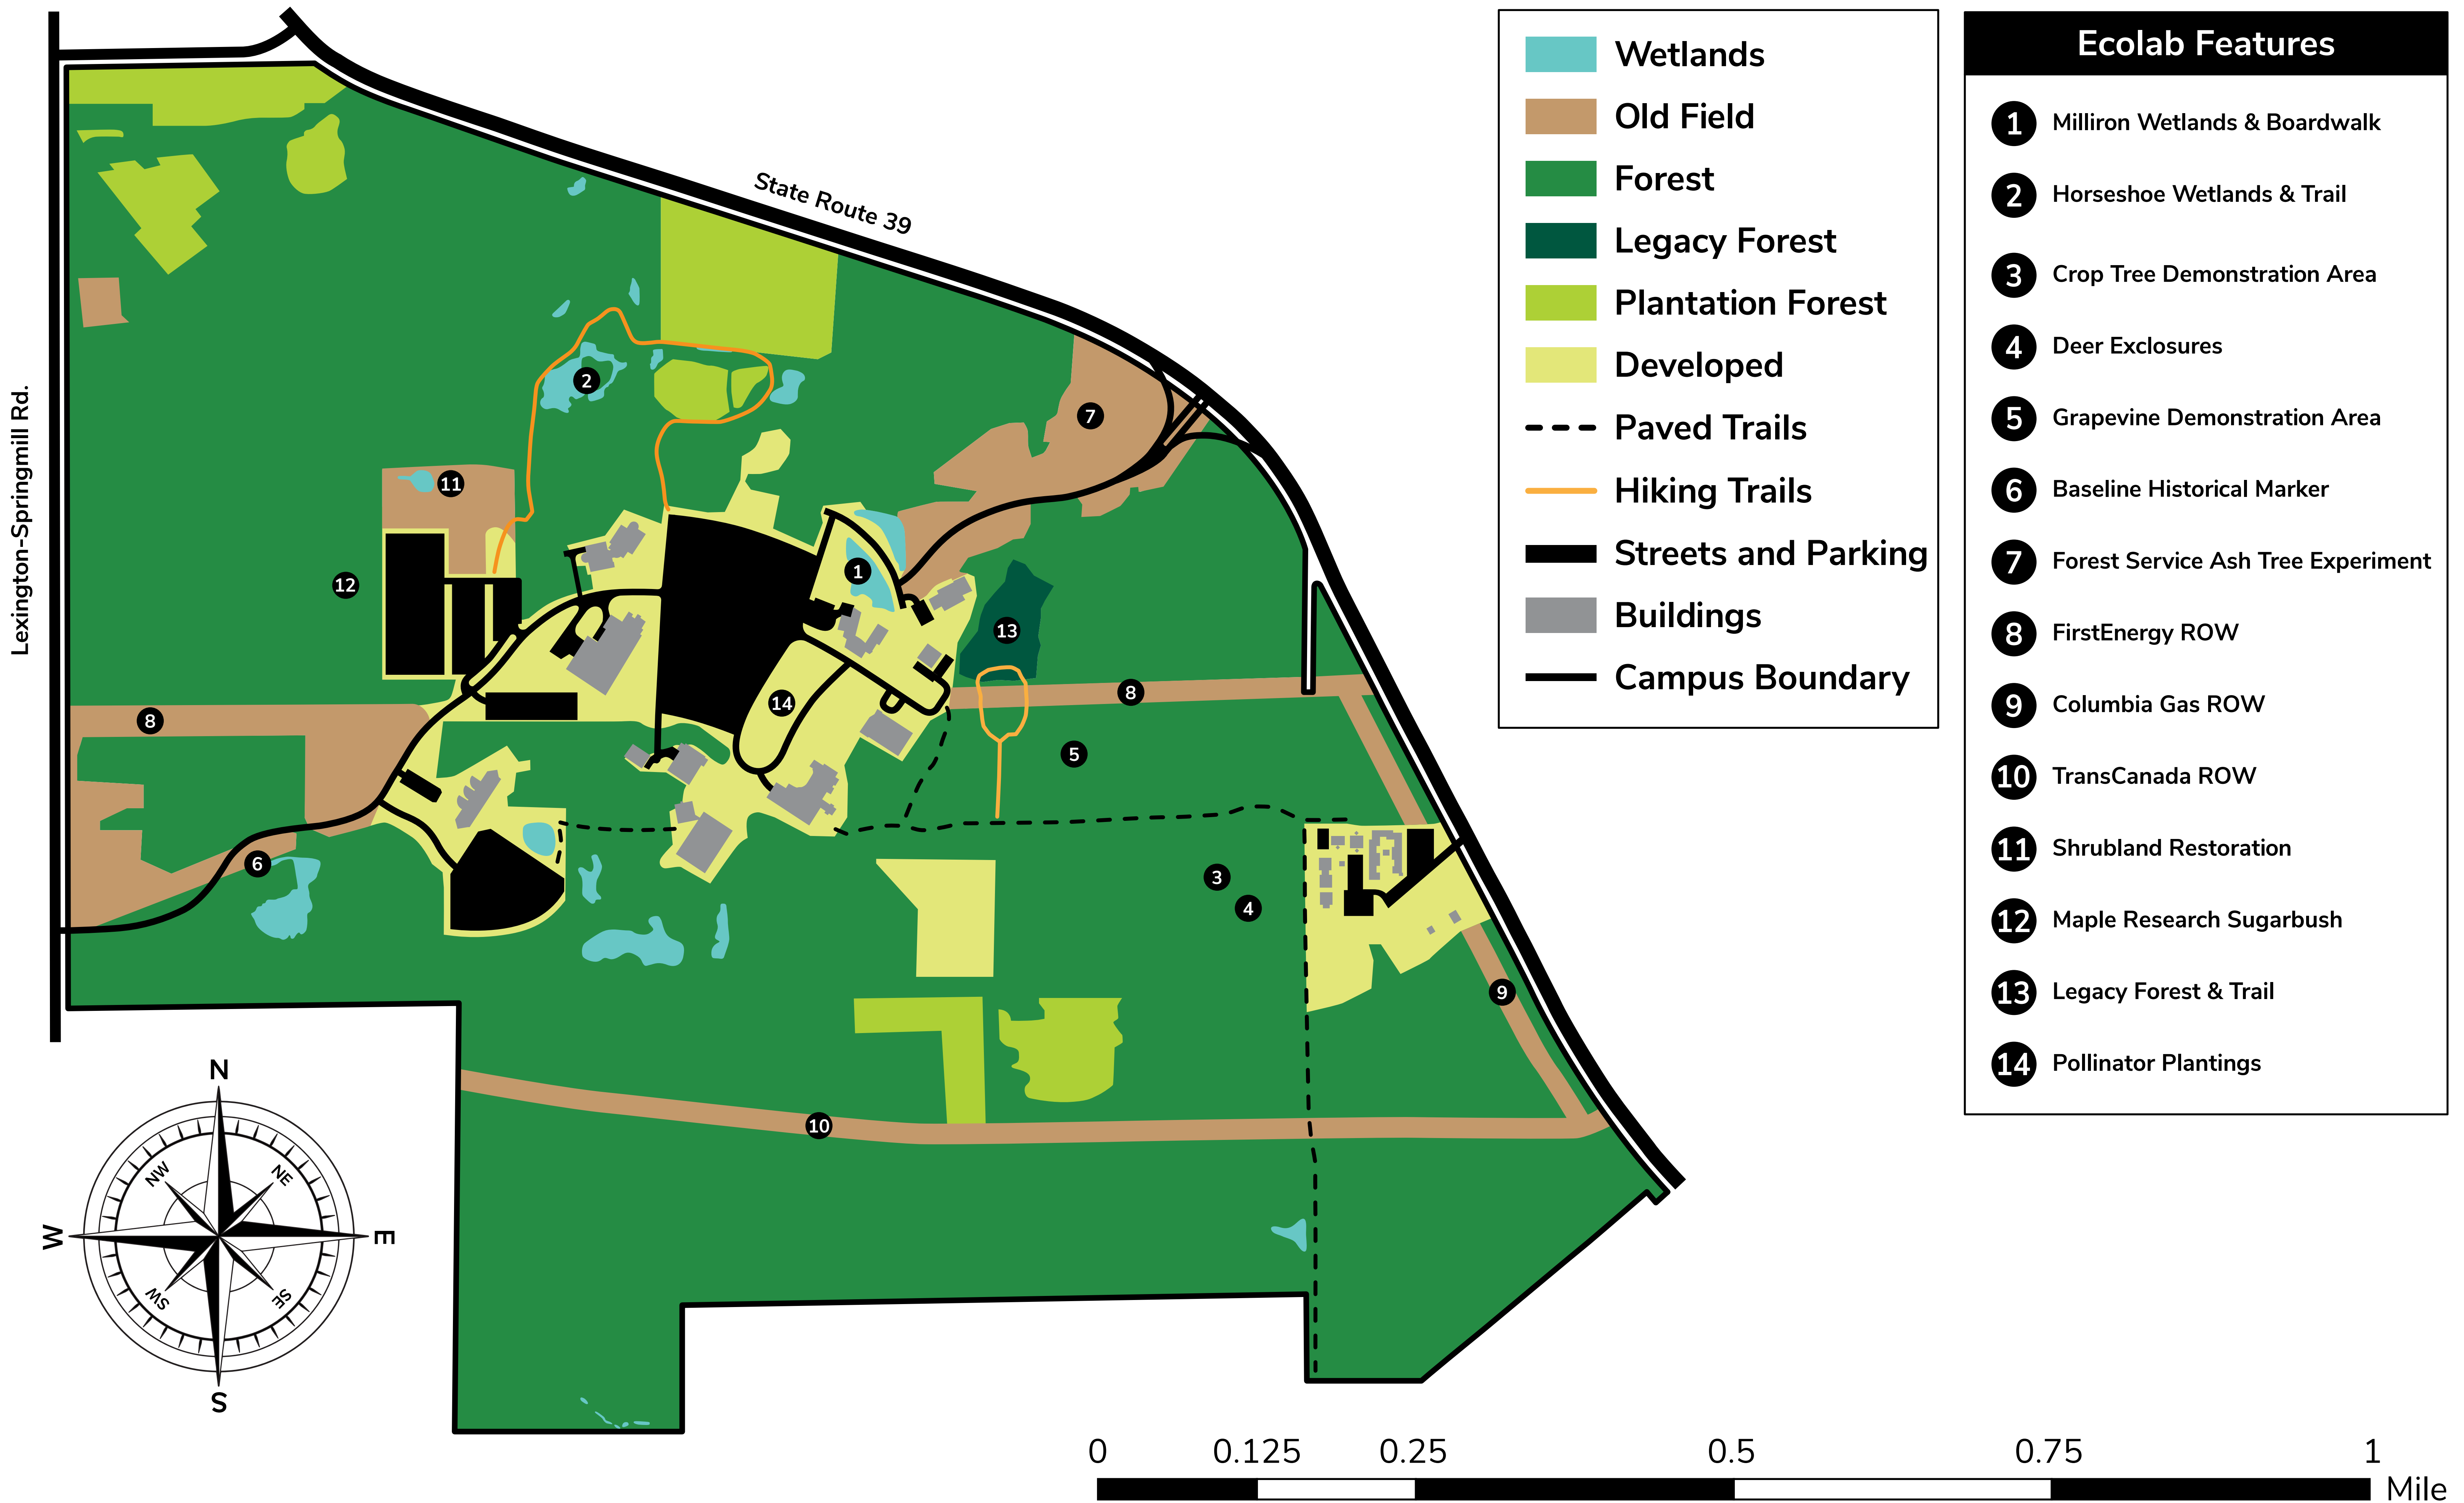 State Route 39
Lexington-Springmill Rd.
2
7
11
1
12
13
14
8
8
5
6
3
4
9
10
N
NW
NE
W
E
SW
SE
S
Wetlands
Old Field
Forest
Legacy Forest
Plantation Forest
Developed
Paved Trails
Hiking Trails
Streets and Parking
Buildings
Campus Boundary
Ecolab Features
1 Milliron Wetlands & Boardwalk
2 Horseshoe Wetlands & Trail
3 Crop Tree Demonstration Area
4 Deer Exclosures
5 Grapevine Demonstration Area
6 Baseline Historical Marker
7 Forest Service Ash Tree Experiment
8 FirstEnergy ROW
9 Columbia Gas ROW
10 TransCanada ROW
11 Shrubland Restoration
12 Maple Research Sugarbush
13 Legacy Forest & Trail
14 Pollinator Plantings
0 0.125 0.25 0.5 0.75 1
Mile